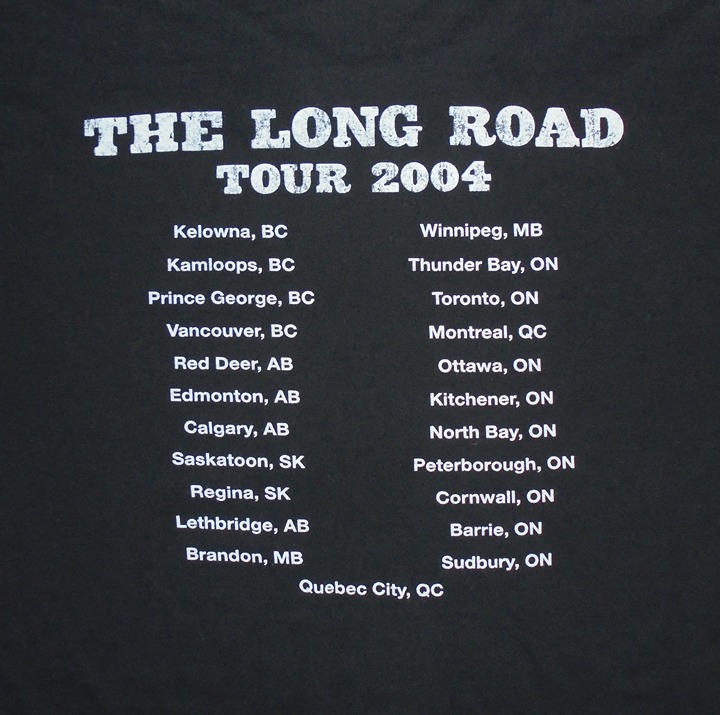 THE LONG ROAD
TOUR 2004
Kelowna, BC
Kamloops, BC
Prince George, BC
Vancouver, BC
Red Deer, AB
Edmonton, AB
Calgary, AB
Saskatoon, SK
Regina, SK
Lethbridge, AB
Brandon, MB
Winnipeg, MB
Thunder Bay, ON
Toronto, ON
Montreal, QC
Ottawa, ON
Kitchener, ON
North Bay, ON
Peterborough, ON
Cornwall, ON
Barrie, ON
Sudbury, ON
Quebec City, QC